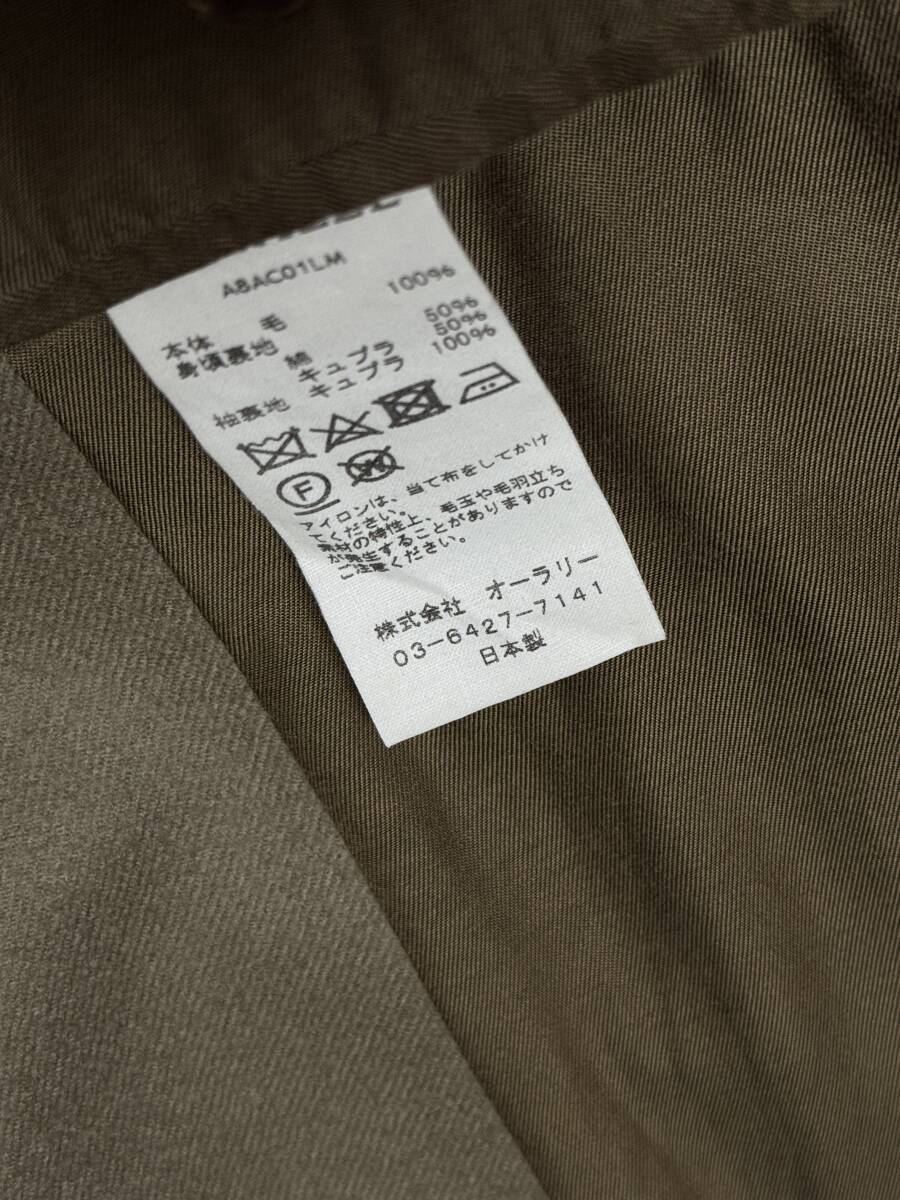 A8AC01LM
本体 毛 100%
身頃裏地 綿 50%
キュプラ 50%
袖裏地 キュプラ 100%
F
W
アイロンは、当て布をしてかけ
てください。
素材の特性上、毛玉や毛羽立ち
が発生することがありますので
ご注意ください。
株式会社 オーラリー
03-6427-7141
日本製